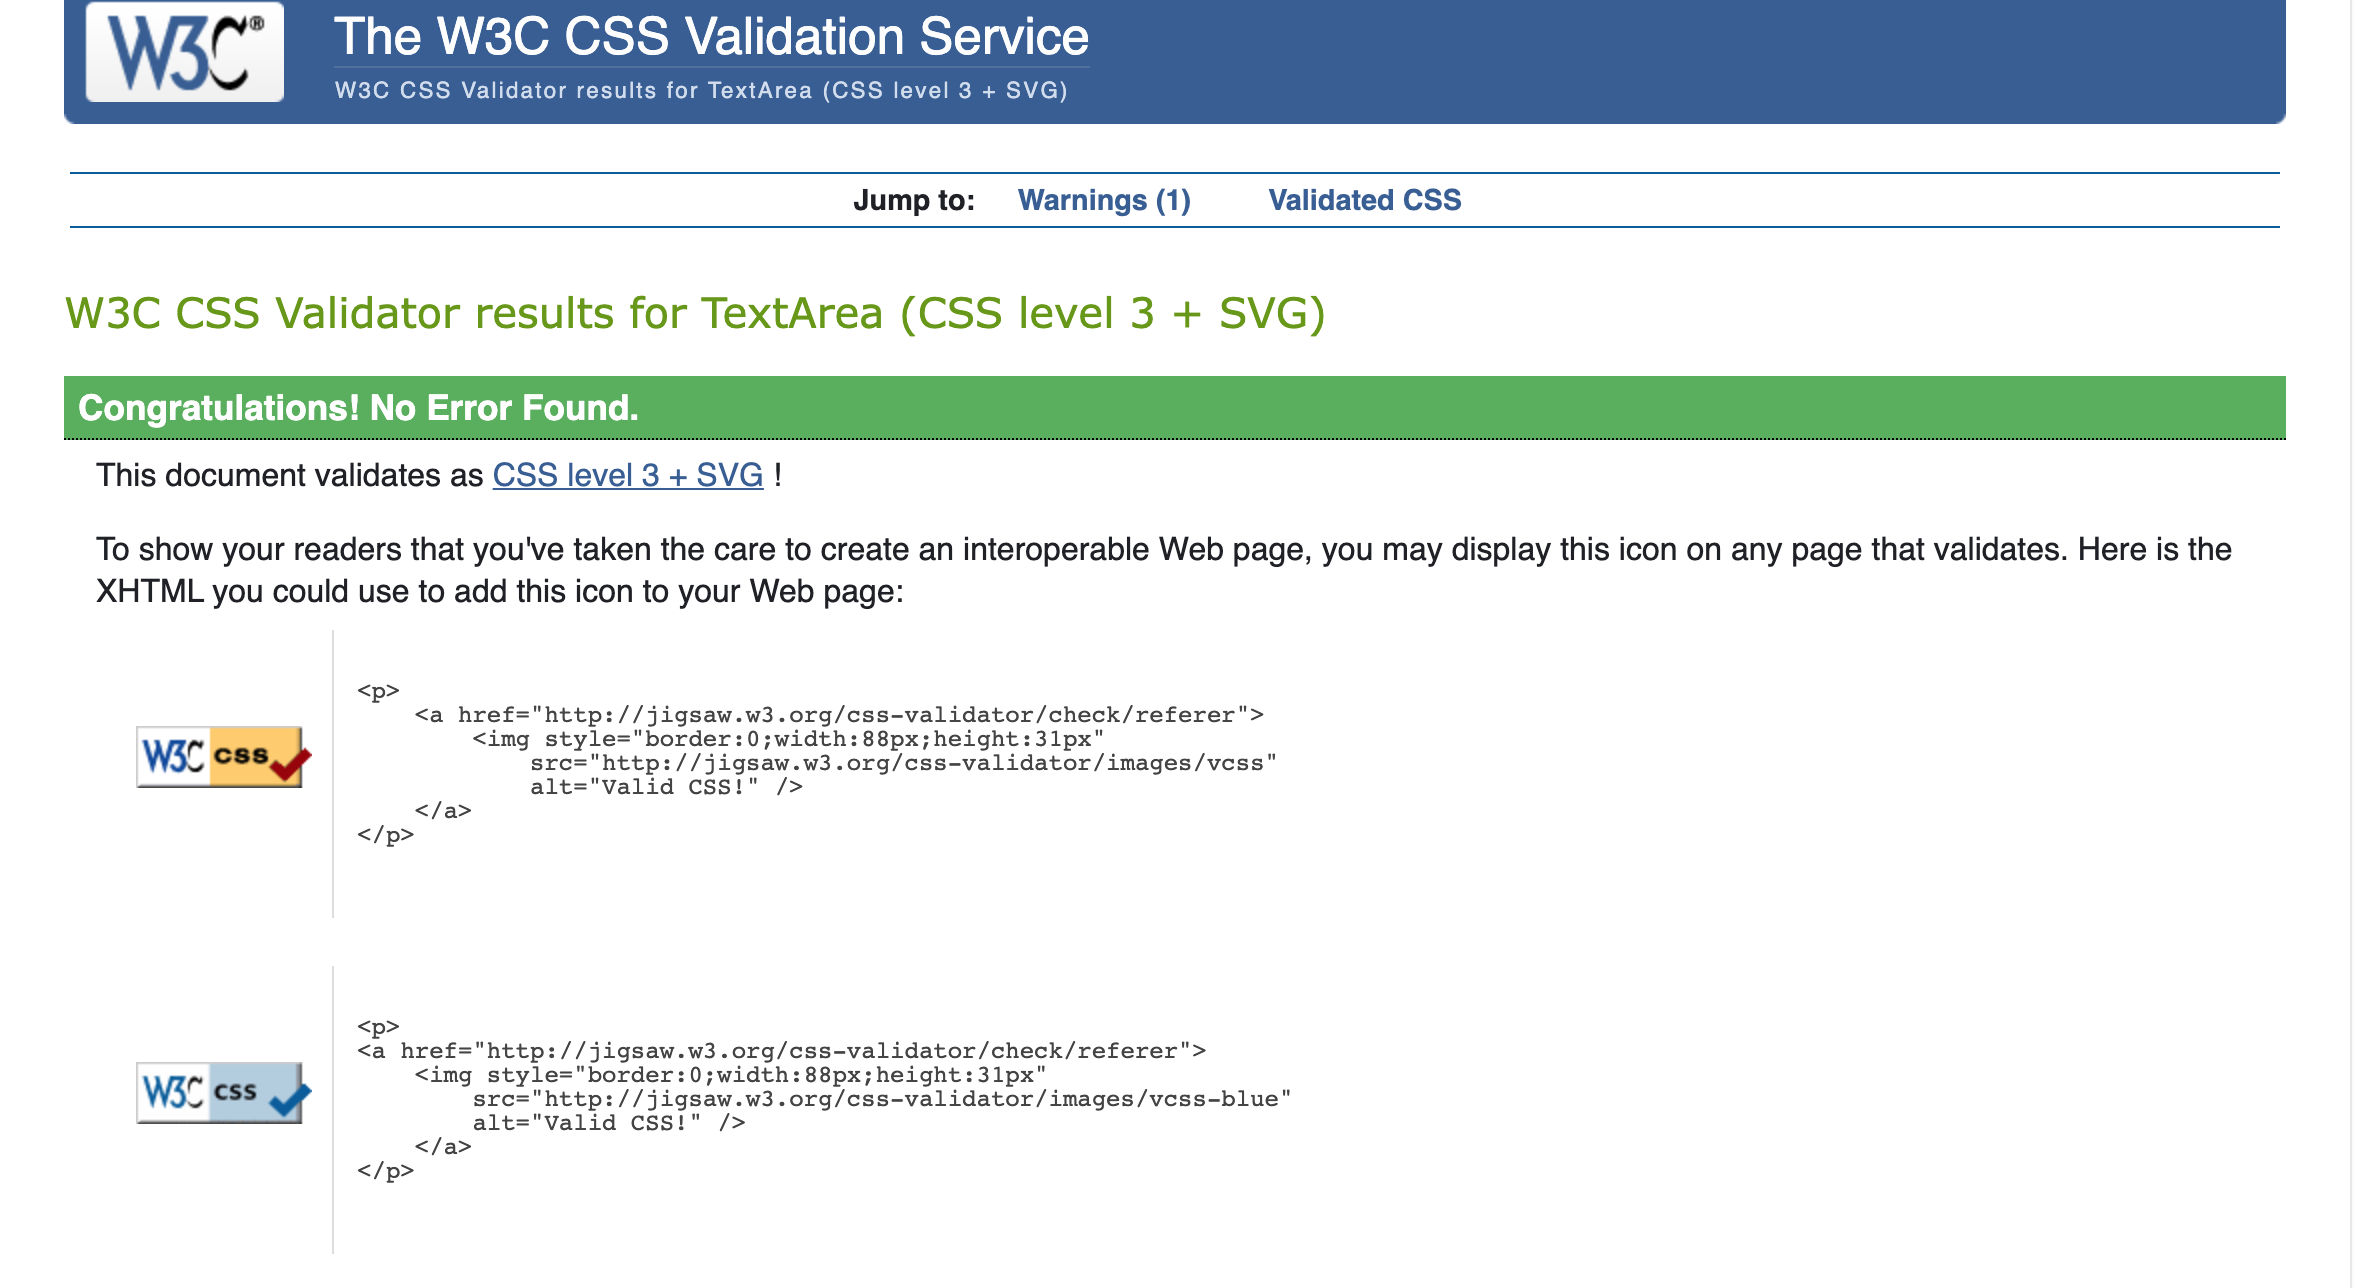 W3C®
The W3C CSS Validation Service
W3C CSS Validator results for TextArea (CSS level 3 + SVG)
Jump to: Warnings (1) Validated CSS
W3C CSS Validator results for TextArea (CSS level 3 + SVG)
Congratulations! No Error Found.
This document validates as CSS level 3 + SVG !
To show your readers that you've taken the care to create an interoperable Web page, you may display this icon on any page that validates. Here is the
XHTML you could use to add this icon to your Web page:
W3C css
<p>
    <a href="http://jigsaw.w3.org/css-validator/check/referer">
        <img style="border:0;width:88px;height:31px"
            src="http://jigsaw.w3.org/css-validator/images/vcss"
            alt="Valid CSS!" />
    </a>
</p>
W3C css
<p>
<a href="http://jigsaw.w3.org/css-validator/check/referer">
    <img style="border:0;width:88px;height:31px"
        src="http://jigsaw.w3.org/css-validator/images/vcss-blue"
        alt="Valid CSS!" />
    </a>
</p>